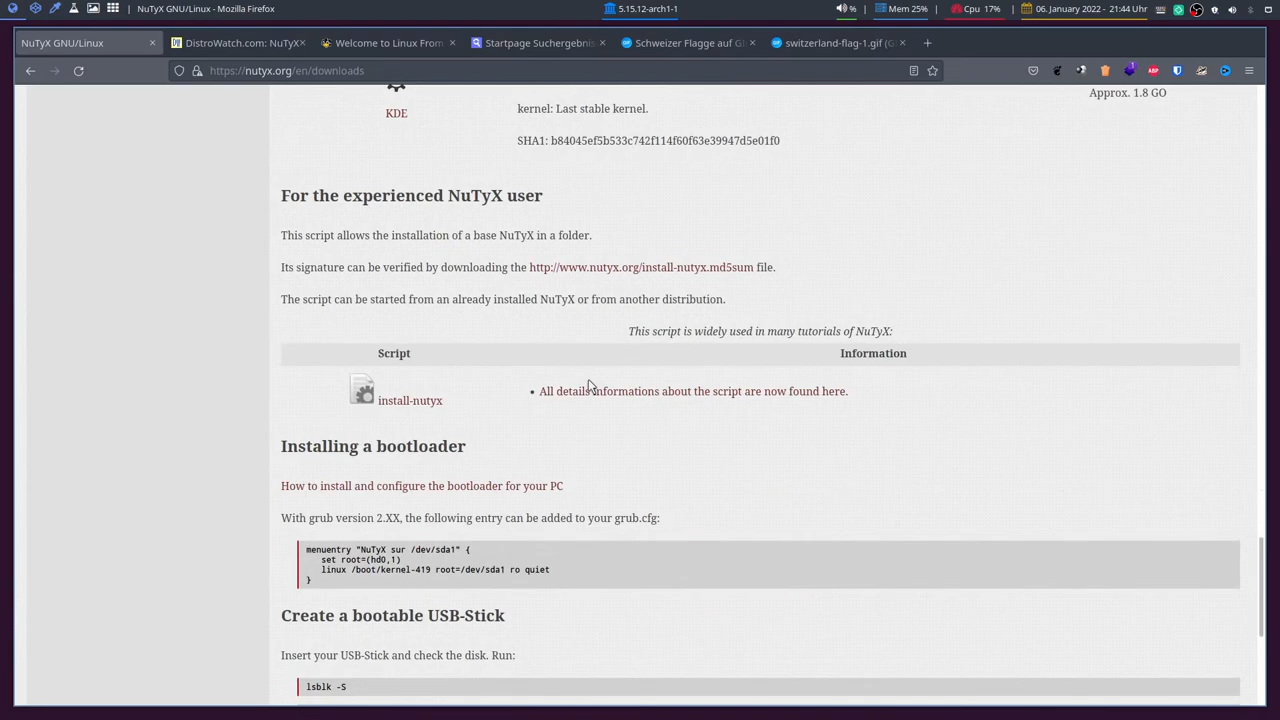 NuTyX GNU/Linux - Mozilla Firefox
5.15.12-arch1-1
%
Mem 25%
Cpu 17%
06. January 2022 - 21:44 Uhr
NuTyX GNU/Linux
DistroWatch.com: NuTyX
Welcome to Linux From
Startpage Suchergebnis
Schweizer Flagge auf GI
switzerland-flag-1.gif (G
https://nutyx.org/en/downloads
1
ABP
KDE
kernel: Last stable kernel.
Approx. 1.8 GO
SHA1: b84045ef5b533c742f114f60f63e39947d5e01f0
For the experienced NuTyX user
This script allows the installation of a base NuTyX in a folder.
Its signature can be verified by downloading the http://www.nutyx.org/install-nutyx.md5sum file.
The script can be started from an already installed NuTyX or from another distribution.
This script is widely used in many tutorials of NuTyX:
Script
Information
install-nutyx
• All details informations about the script are now found here.
Installing a bootloader
How to install and configure the bootloader for your PC
With grub version 2.XX, the following entry can be added to your grub.cfg:
menuentry "NuTyX sur /dev/sda1" {
set root=(hd0,1)
linux /boot/kernel-419 root=/dev/sda1 ro quiet
}
Create a bootable USB-Stick
Insert your USB-Stick and check the disk. Run:
lsblk -S